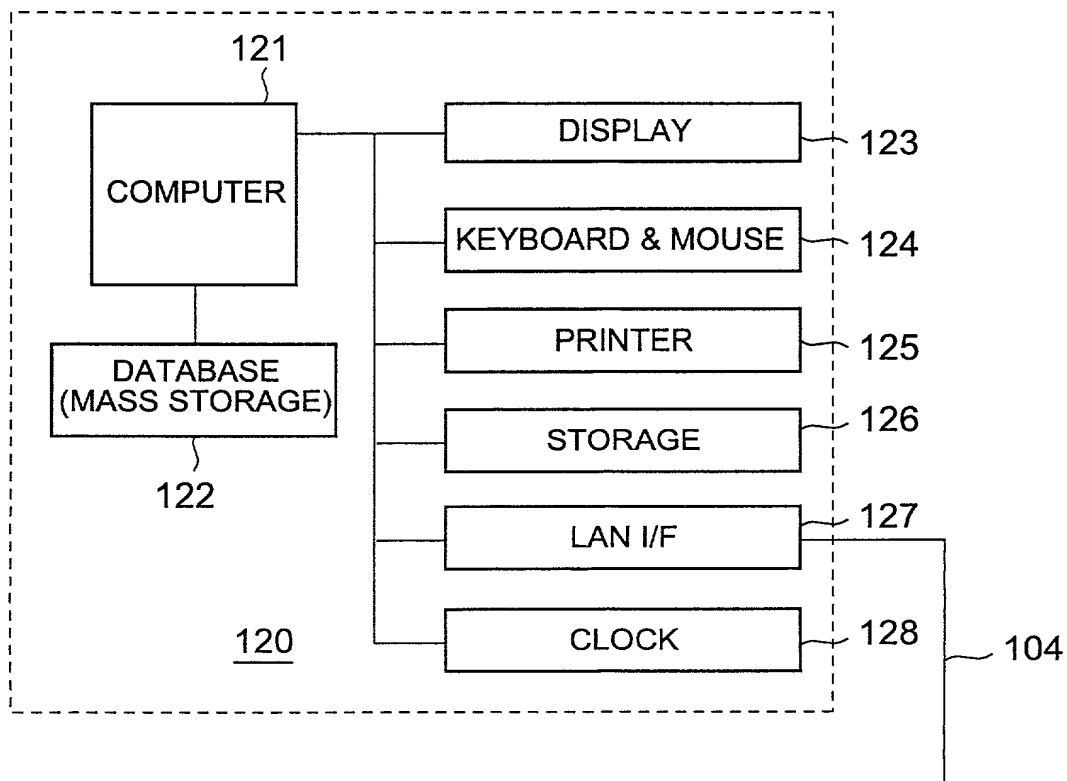 121
COMPUTER
DISPLAY
123
KEYBOARD & MOUSE
124
PRINTER
125
DATABASE
(MASS STORAGE)
122
STORAGE
126
LAN I/F
127
CLOCK
128
120
104